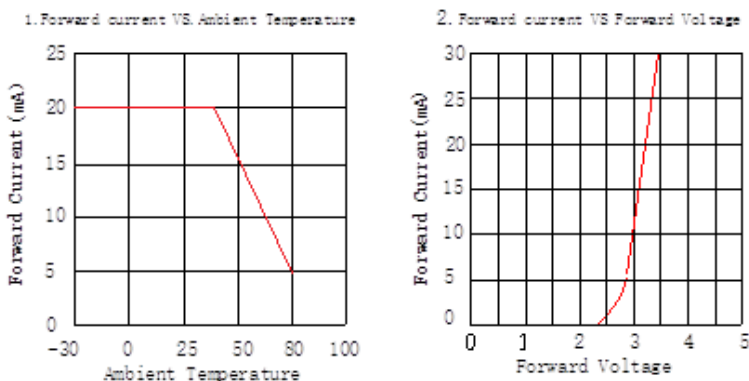 1.Forward current VS.Ambient Temperature
25
20
15
10
5
0
Forward Current(mA)
-30 0 25 50 80 100
Ambient Temperature
2. Forward current VS Forward Voltage
30
25
20
15
10
5
0
Forward Current(mA)
0 1 2 3 4 5
Forward Voltage